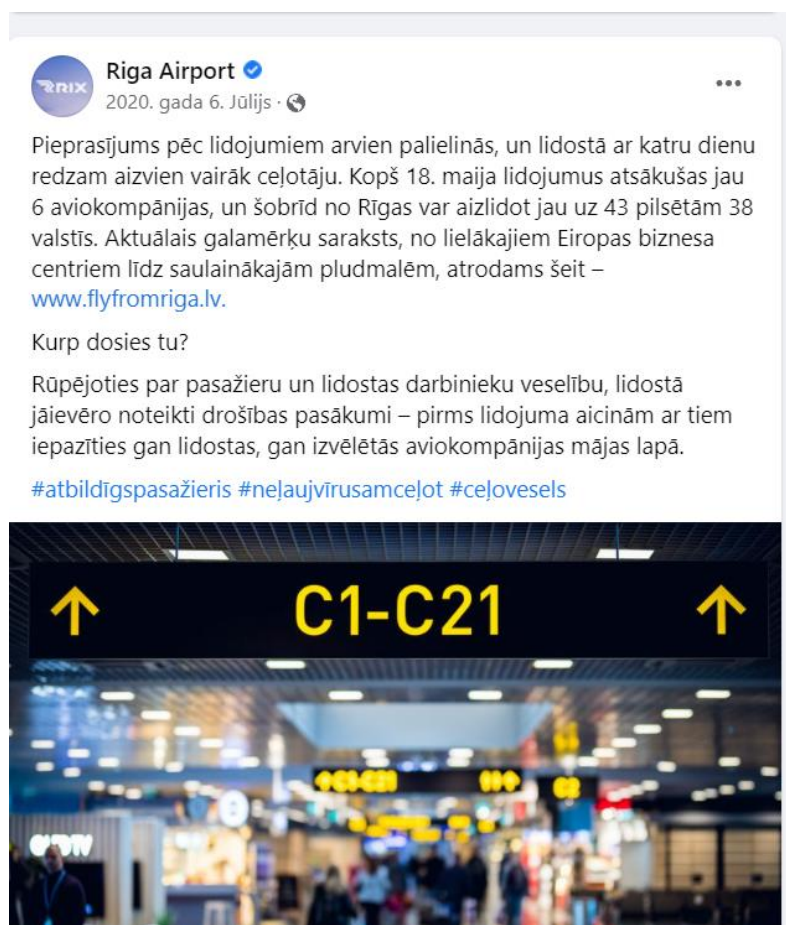 Riga Airport
RIX
2020. gada 6. Jūlijs ·
Pieprasījums pēc lidojumiem arvien palielinās, un lidostā ar katru dienu
redzam aizvien vairāk ceļotāju. Kopš 18. maija lidojumus atsākušas jau
6 aviokompānijas, un šobrīd no Rīgas var aizlidot jau uz 43 pilsētām 38
valstīs. Aktuālais galamērķu saraksts, no lielākajiem Eiropas biznesa
centriem līdz saulainākajām pludmalēm, atrodams šeit –
www.flyfromriga.lv.
Kurp dosies tu?
Rūpējoties par pasažieru un lidostas darbinieku veselību, lidostā
jāievēro noteikti drošības pasākumi – pirms lidojuma aicinām ar tiem
iepazīties gan lidostas, gan izvēlētās aviokompānijas mājas lapā.
#atbildīgspasažieris #neļaujvīrusamceļot #ceļovesels
↑ C1-C21 ↑
C1-C21
C2